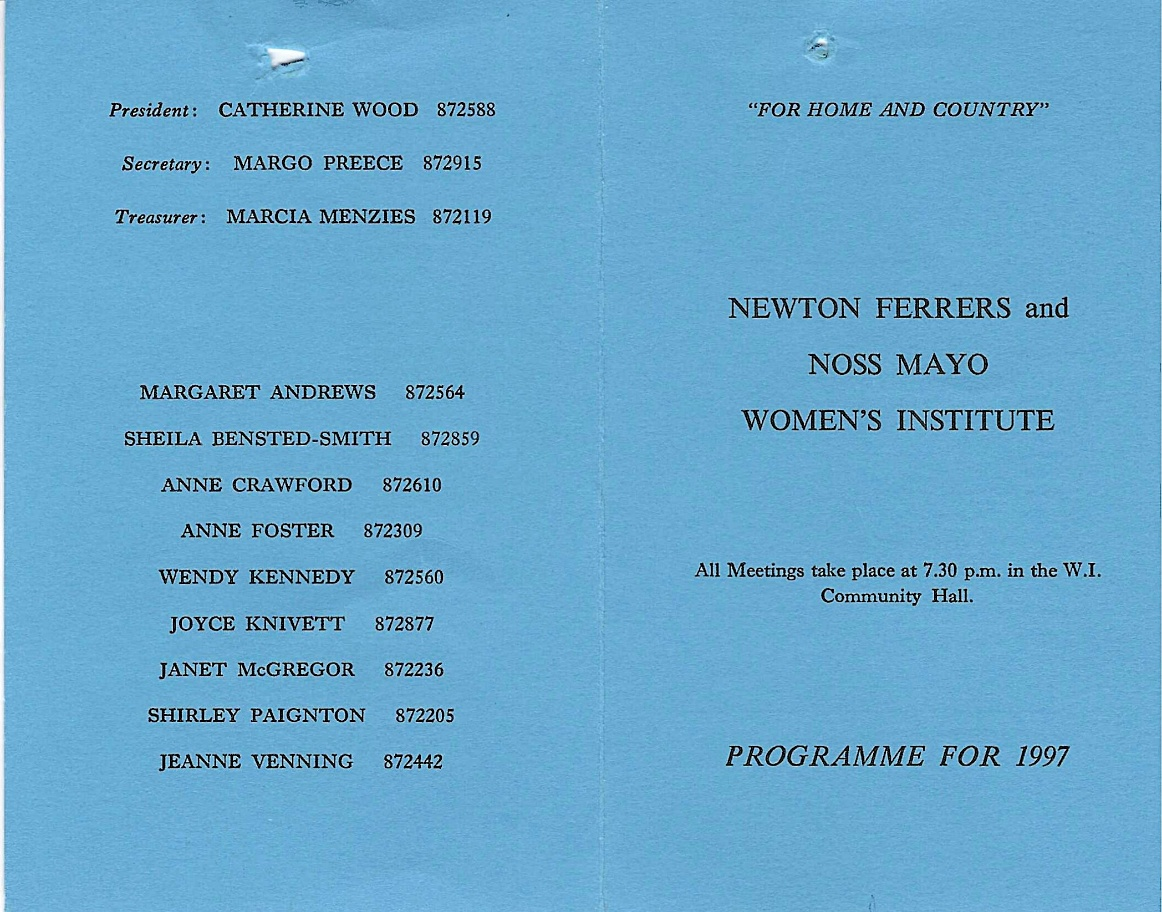 President: CATHERINE WOOD 872588
Secretary: MARGO PREECE 872915
Treasurer: MARCIA MENZIES 872119
MARGARET ANDREWS 872564
SHEILA BENSTED-SMITH 872859
ANNE CRAWFORD 872610
ANNE FOSTER 872309
WENDY KENNEDY 872560
JOYCE KNIVETT 872877
JANET McGREGOR 872236
SHIRLEY PAIGNTON 872205
JEANNE VENNING 872442
“FOR HOME AND COUNTRY”
NEWTON FERRERS and
NOSS MAYO
WOMEN’S INSTITUTE
All Meetings take place at 7.30 p.m. in the W.I.
Community Hall.
PROGRAMME FOR 1997